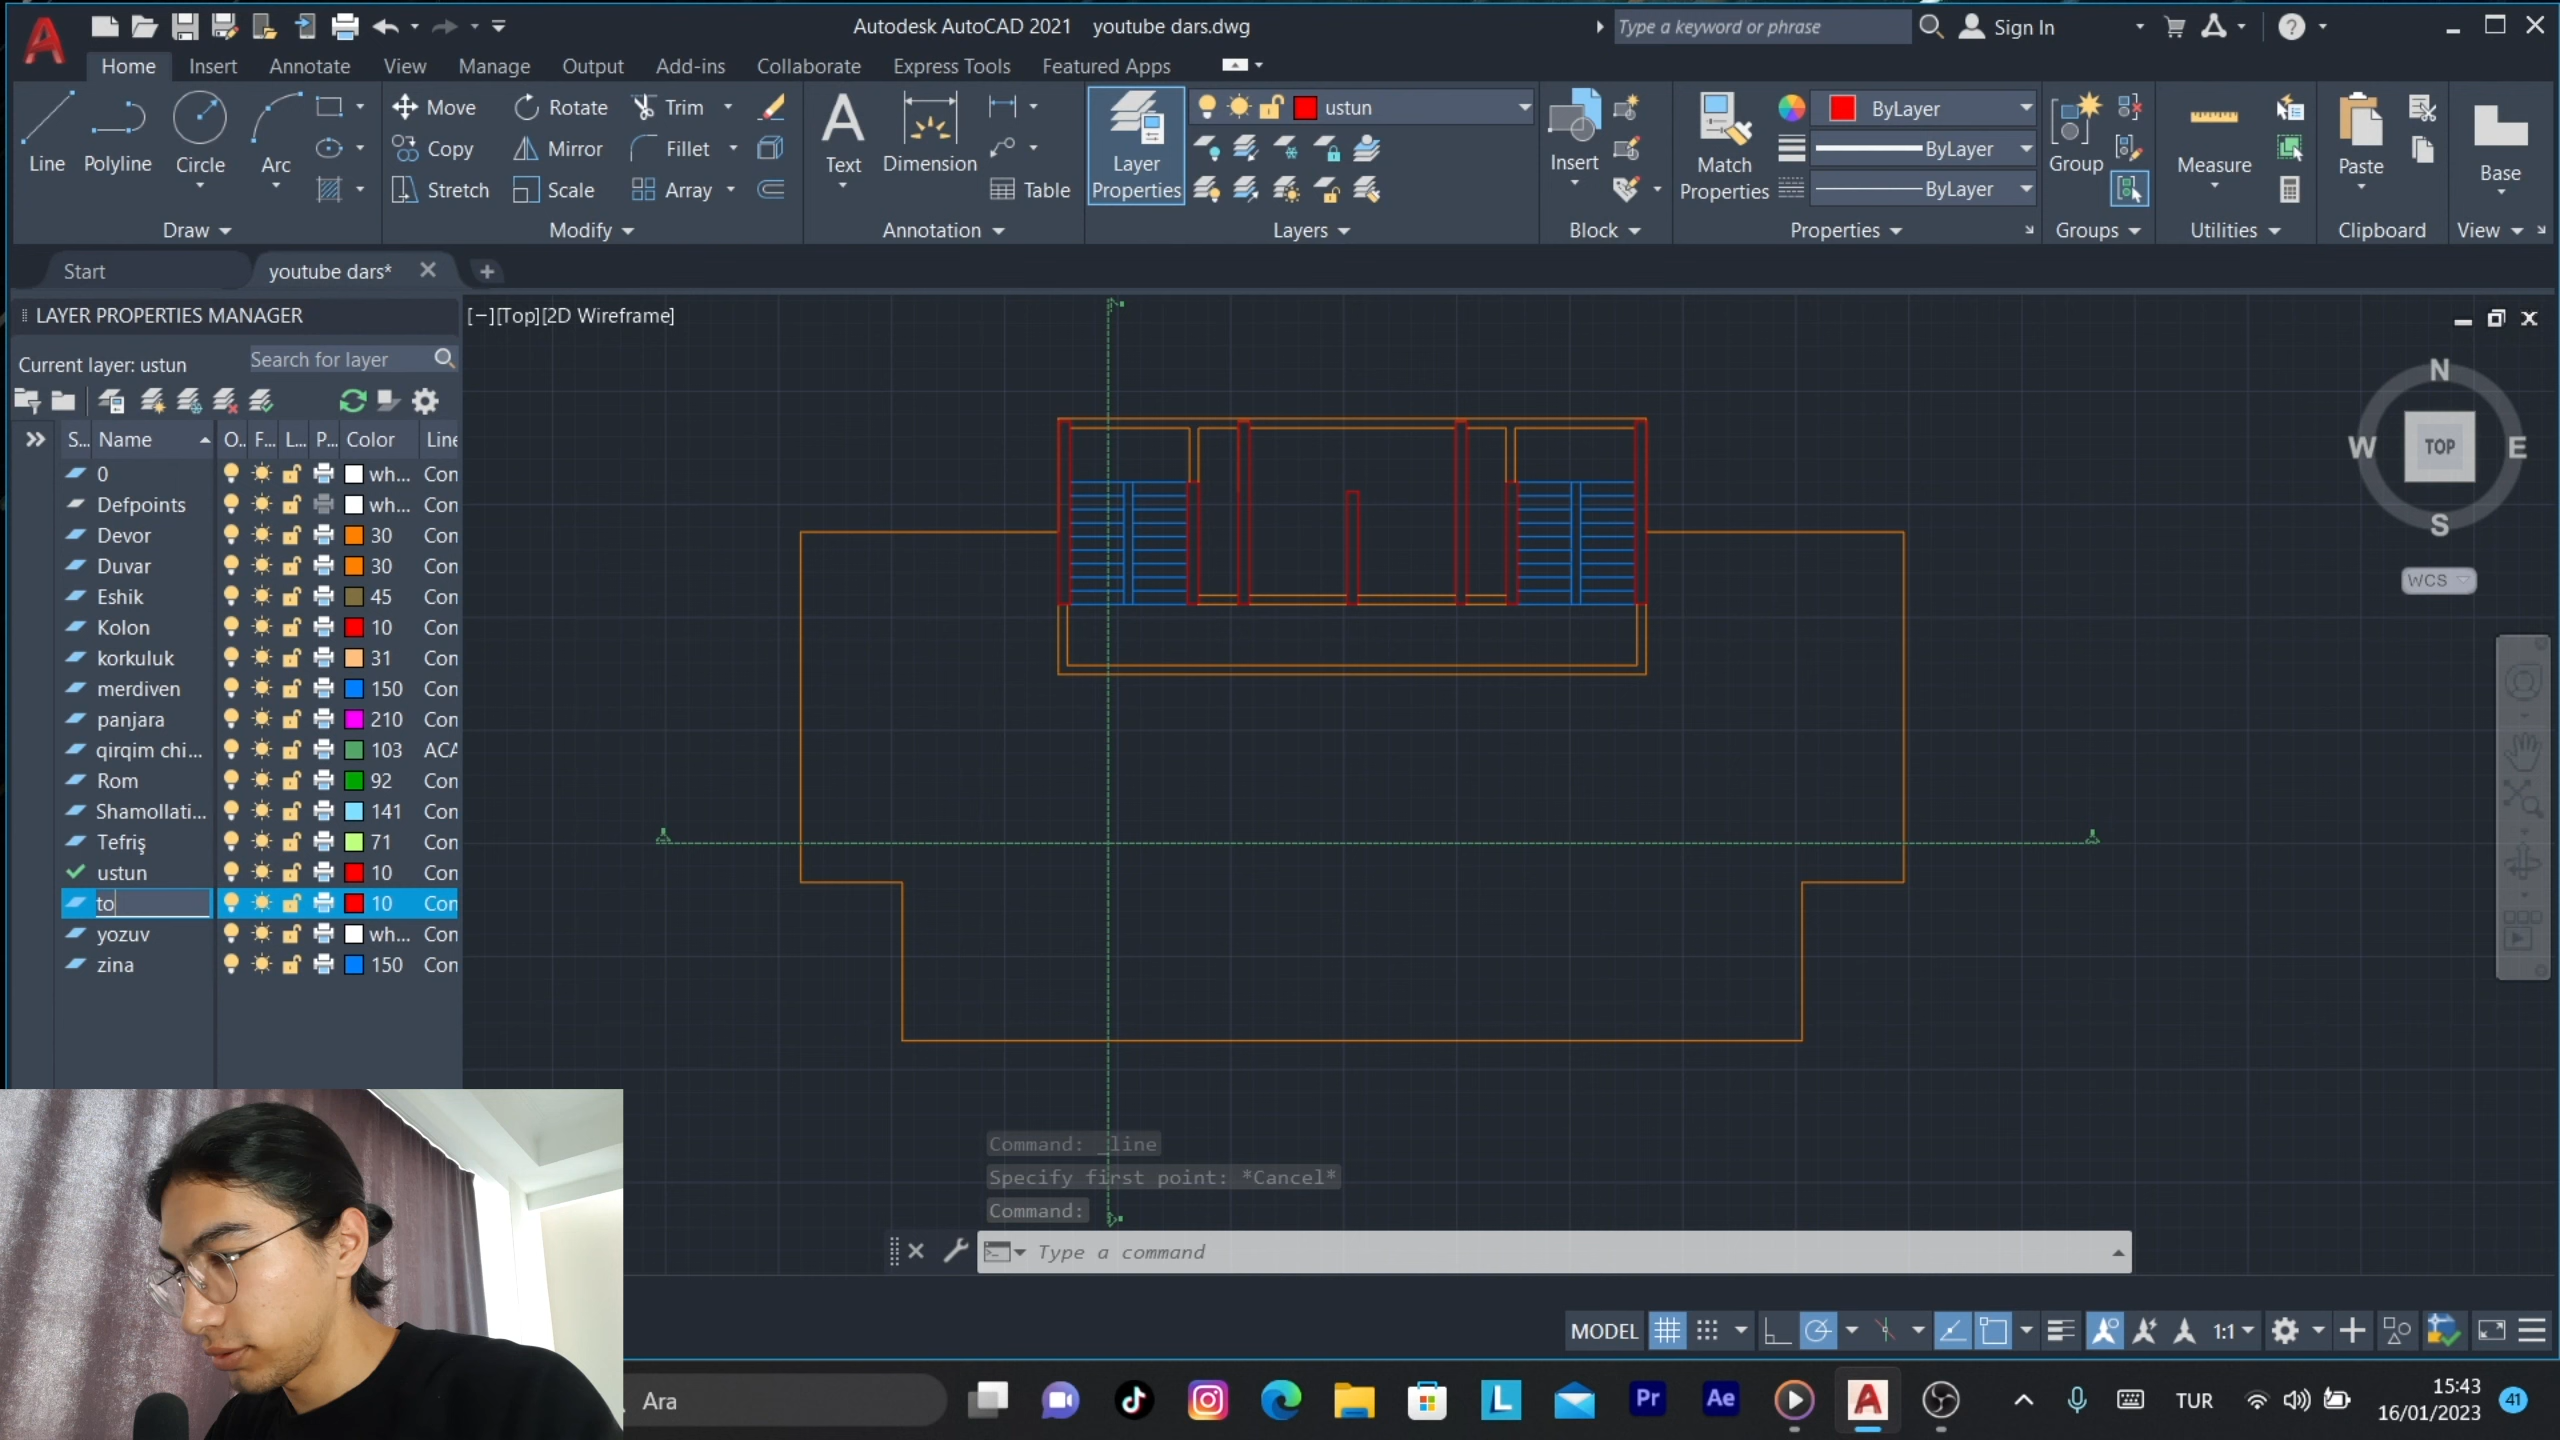 Autodesk AutoCAD 2021 youtube dars.dwg
Type a keyword or phrase
Sign In
Home Insert Annotate View Manage Output Add-ins Collaborate Express Tools Featured Apps
Line Polyline Circle Arc
Move Rotate Trim
Copy Mirror Fillet
Stretch Scale Array
Text Dimension Table
Layer Properties
ustun
Insert
Match Properties
ByLayer
ByLayer
ByLayer
Group Measure Paste Base
Draw Modify Annotation Layers Block Properties Groups Utilities Clipboard View
Start youtube dars*
LAYER PROPERTIES MANAGER
[−][Top][2D Wireframe]
Current layer: ustun
Search for layer
S... Name O.. F... L... P... Color Line
0 wh... Con
Defpoints wh... Con
Devor 30 Con
Duvar 30 Con
Eshik 45 Con
Kolon 10 Con
korkuluk 31 Con
merdiven 150 Con
panjara 210 Con
qirqim chi... 103 ACA
Rom 92 Con
Shamollati... 141 Con
Tefriş 71 Con
ustun 10 Con
to 10 Con
yozuv wh... Con
zina 150 Con
N
W TOP E
S
WCS
Command: _line
Specify first point: *Cancel*
Command:
Type a command
MODEL 1:1
Ara
L Pr Ae A
TUR
15:43
16/01/2023
41